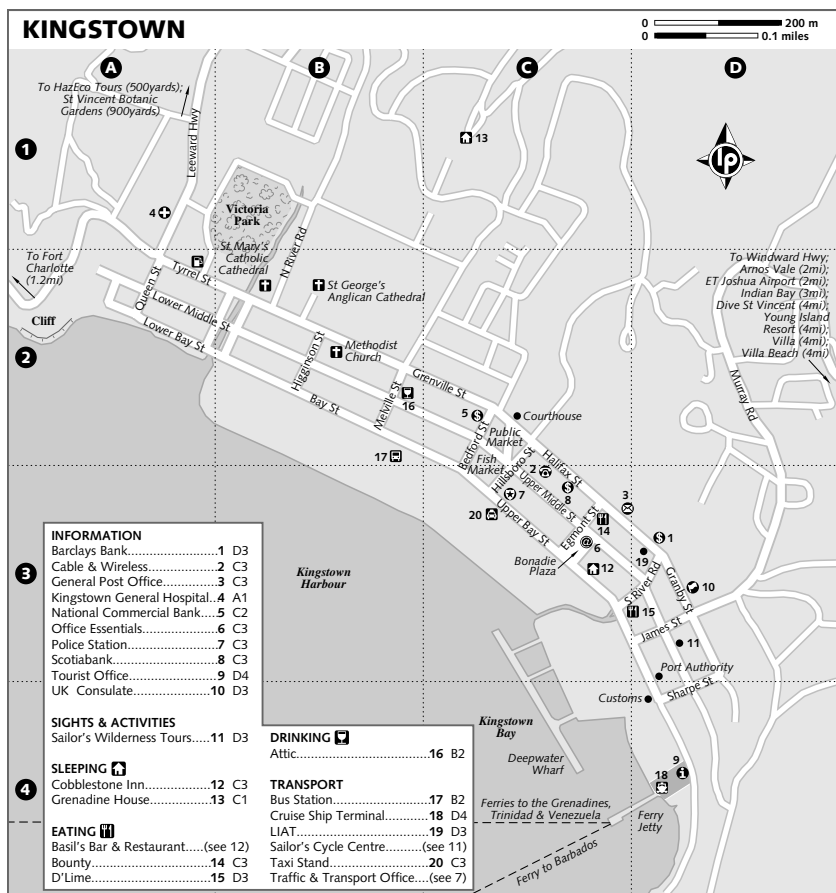 KINGSTOWN
0 200 m
0 0.1 miles
A
B
C
D
1
2
3
4
To HazEco Tours (500yards);
St Vincent Botanic
Gardens (900yards)
Leeward Hwy
13
lp
4
Victoria
Park
St Mary's
Catholic
Cathedral
N River Rd
St George's
Anglican Cathedral
To Fort
Charlotte
(1.2mi)
Queen St
Tyrrel St
Lower Middle St
Lower Bay St
Cliff
To Windward Hwy;
Arnos Vale (2mi);
ET Joshua Airport (2mi);
Indian Bay (3mi);
Dive St Vincent (4mi);
Young Island
Resort (4mi);
Villa (4mi);
Villa Beach (4mi)
Methodist
Church
Higginson St
Bay St
Melville St
16
Grenville St
5
Courthouse
Public
Market
Bedford St
Fish
Market
Hillsboro St
Halifax St
Murray Rd
17
2
8
7
20
Upper Middle St
Upper Bay St
Egmont St
14
3
6
1
19
Bonadie
Plaza
12
S River Rd
Granby St
10
15
James St
11
Port Authority
Sharpe St
Customs
Kingstown
Harbour
Kingstown
Bay
Deepwater
Wharf
9
18
Ferries to the Grenadines,
Trinidad & Venezuela
Ferry
Jetty
Ferry to Barbados
INFORMATION
Barclays Bank...................1 D3
Cable & Wireless..............2 C3
General Post Office...........3 C3
Kingstown General Hospital..4 A1
National Commercial Bank....5 C2
Office Essentials................6 C3
Police Station...................7 C3
Scotiabank......................8 C3
Tourist Office...................9 D4
UK Consulate.................10 D3
SIGHTS & ACTIVITIES
Sailor's Wilderness Tours.....11 D3
SLEEPING
Cobblestone Inn..............12 C3
Grenadine House.............13 C1
EATING
Basil's Bar & Restaurant.....(see 12)
Bounty.........................14 C3
D'Lime.........................15 D3
DRINKING
Attic............................16 B2
TRANSPORT
Bus Station....................17 B2
Cruise Ship Terminal.........18 D4
LIAT............................19 D3
Sailor's Cycle Centre.........(see 11)
Taxi Stand....................20 C3
Traffic & Transport Office....(see 7)